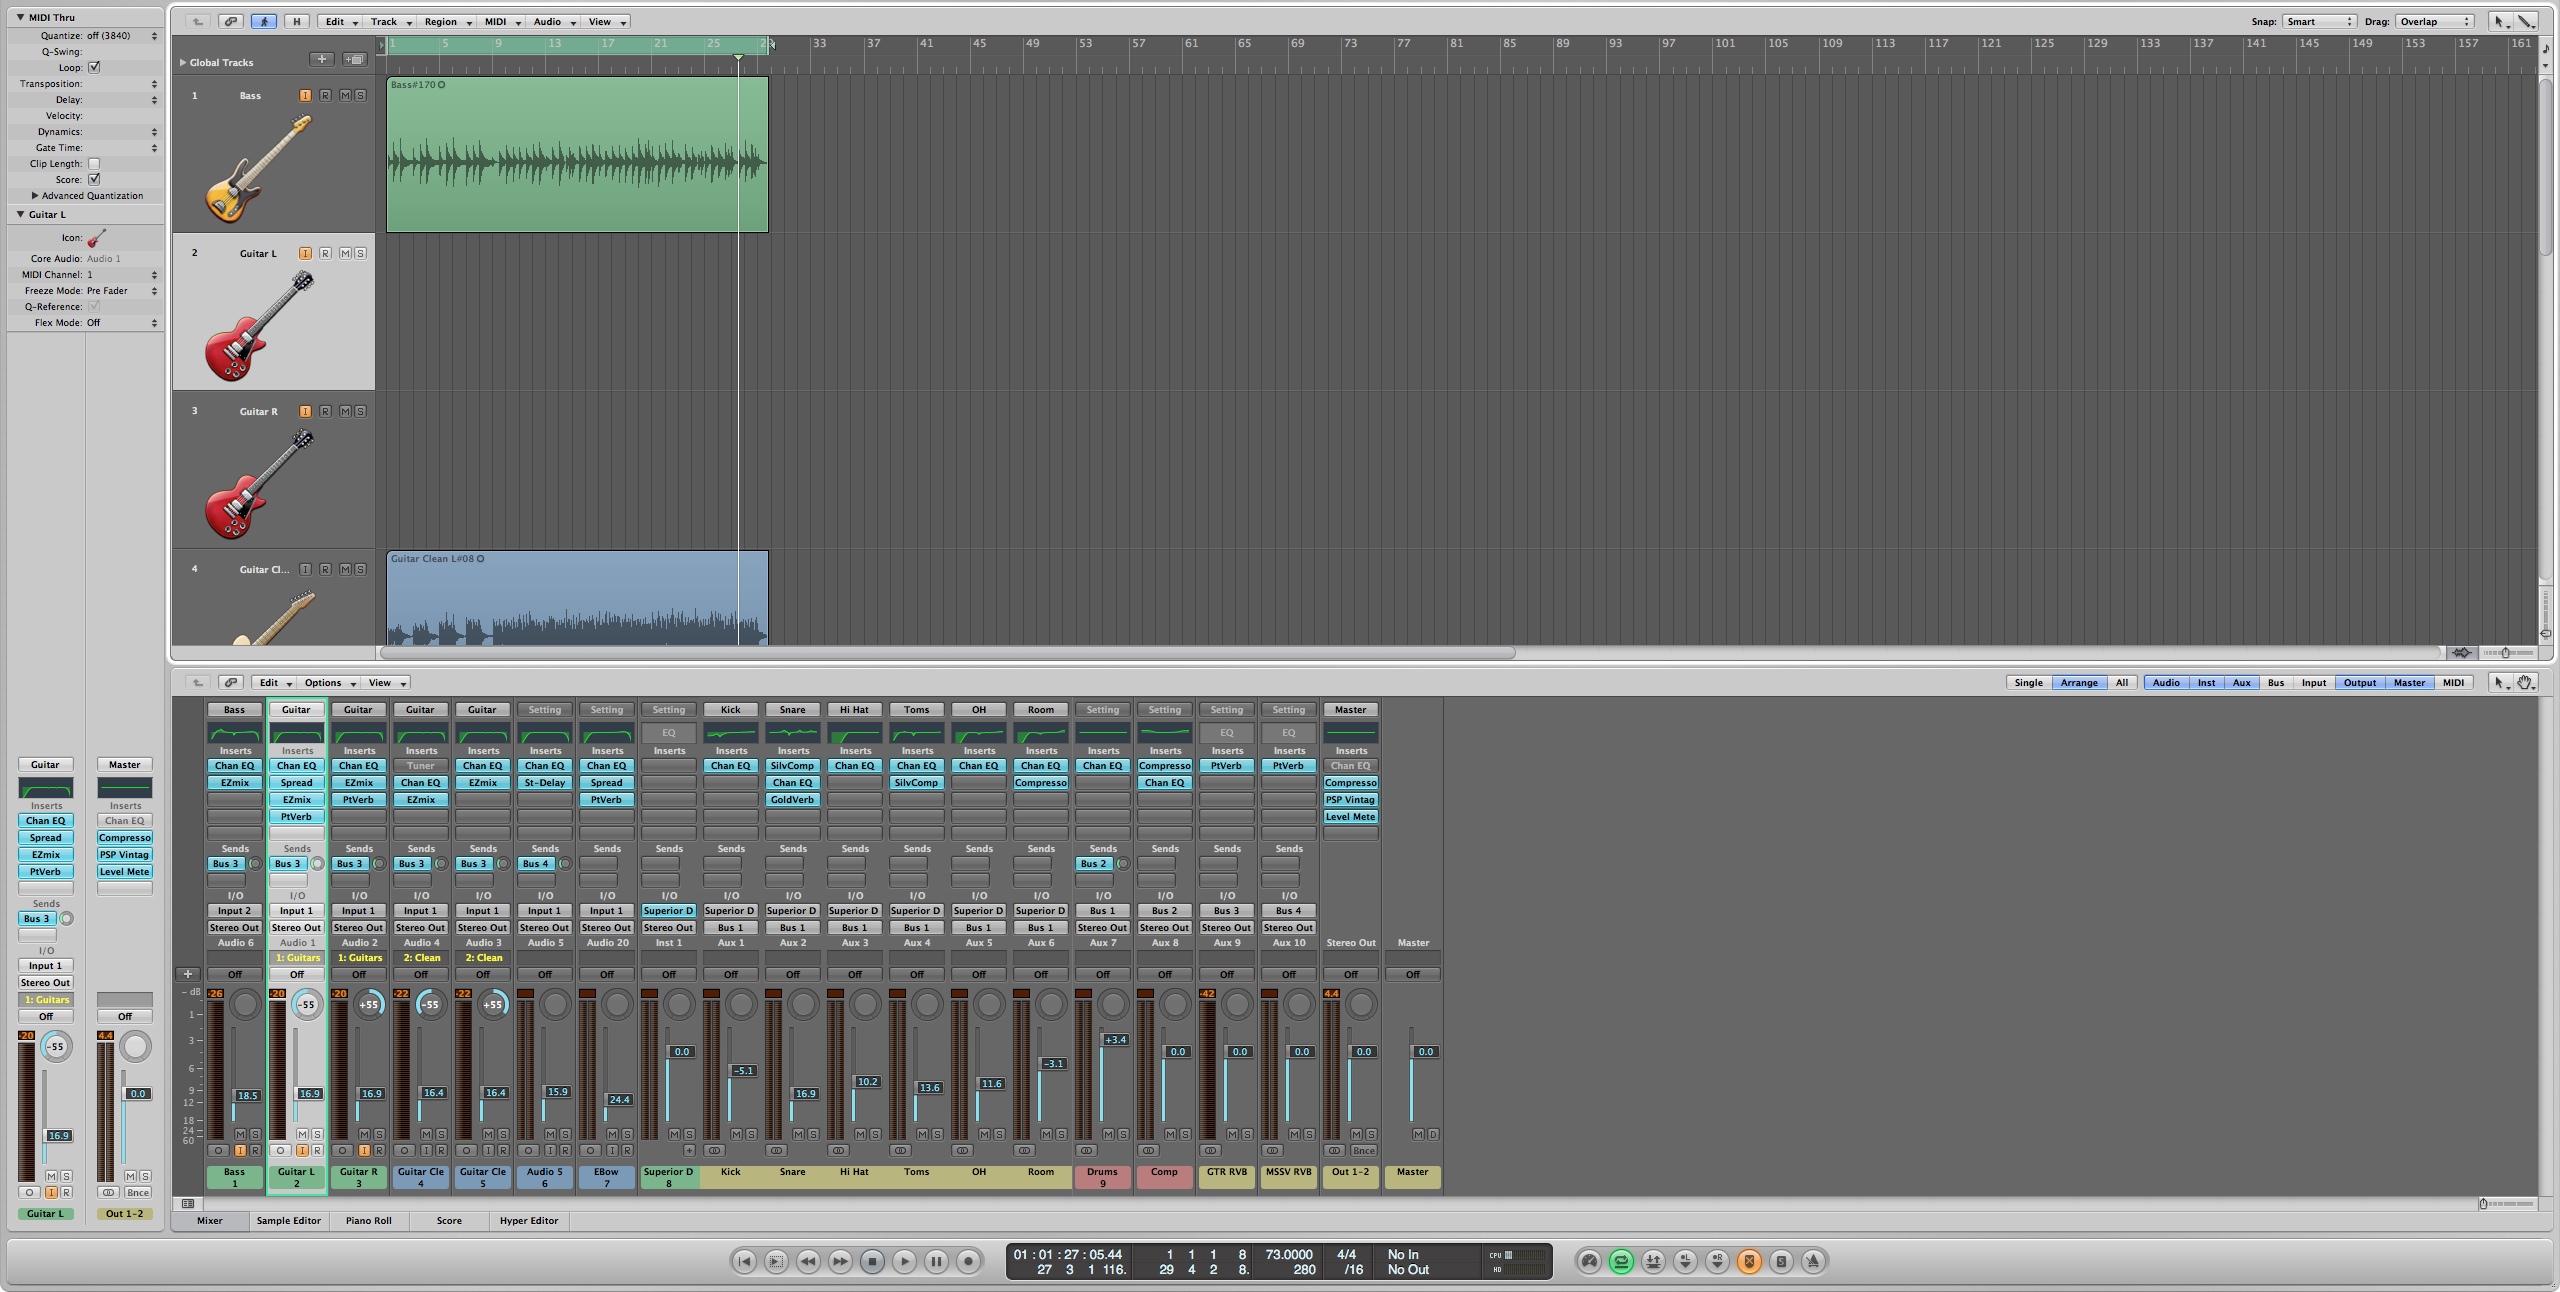 MIDI Thru
Quantize: off (3840)
Q-Swing:
Loop:
Transposition:
Delay:
Velocity:
Dynamics:
Gate Time:
Clip Length:
Score:
Advanced Quantization
Guitar L
Icon:
Core Audio: Audio 1
MIDI Channel: 1
Freeze Mode: Pre Fader
Q-Reference:
Flex Mode: Off
Guitar Master
Inserts Inserts
Chan EQ Chan EQ
Spread Compresso
EZmix PSP Vintag
PtVerb Level Mete
Sends
Bus 3
I/O
Input 1
Stereo Out
1: Guitars
Off Off
-20 -55 4.4
0.0
16.9
M S M S
I R Bnce
Guitar L Out 1-2
H Edit Track Region MIDI Audio View Snap: Smart Drag: Overlap
1 5 9 13 17 21 25 29 33 37 41 45 49 53 57 61 65 69 73 77 81 85 89 93 97 101 105 109 113 117 121 125 129 133 137 141 145 149 153 157 161
Global Tracks
1 Bass I R M S
Bass#170
2 Guitar L I R M S
3 Guitar R I R M S
4 Guitar Cl... I R M S
Guitar Clean L#08
Edit Options View Single Arrange All Audio Inst Aux Bus Input Output Master MIDI
Bass Guitar Guitar Guitar Guitar Setting Setting Setting Kick Snare Hi Hat Toms OH Room Setting Setting Setting Setting Master
EQ EQ EQ
Inserts Inserts Inserts Inserts Inserts Inserts Inserts Inserts Inserts Inserts Inserts Inserts Inserts Inserts Inserts Inserts Inserts Inserts Inserts
Chan EQ Chan EQ Chan EQ Tuner Chan EQ Chan EQ Chan EQ Chan EQ SilvComp Chan EQ Chan EQ Chan EQ Chan EQ Chan EQ Compresso PtVerb PtVerb Chan EQ
EZmix Spread EZmix Chan EQ EZmix St-Delay Spread Chan EQ SilvComp Compresso Chan EQ Compresso
EZmix PtVerb EZmix PtVerb GoldVerb PSP Vintag
PtVerb Level Mete
Sends Sends Sends Sends Sends Sends Sends Sends Sends Sends Sends Sends Sends Sends Sends Sends Sends Sends
Bus 3 Bus 3 Bus 3 Bus 3 Bus 3 Bus 4 Bus 2
I/O I/O I/O I/O I/O I/O I/O I/O I/O I/O I/O I/O I/O I/O I/O I/O I/O I/O
Input 2 Input 1 Input 1 Input 1 Input 1 Input 1 Input 1 Superior D Superior D Superior D Superior D Superior D Superior D Superior D Bus 1 Bus 2 Bus 3 Bus 4
Stereo Out Stereo Out Stereo Out Stereo Out Stereo Out Stereo Out Stereo Out Stereo Out Bus 1 Bus 1 Bus 1 Bus 1 Bus 1 Bus 1 Stereo Out Stereo Out Stereo Out Stereo Out
Audio 6 Audio 1 Audio 2 Audio 4 Audio 3 Audio 5 Audio 20 Inst 1 Aux 1 Aux 2 Aux 3 Aux 4 Aux 5 Aux 6 Aux 7 Aux 8 Aux 9 Aux 10 Stereo Out Master
1: Guitars 1: Guitars 2: Clean 2: Clean
Off Off Off Off Off Off Off Off Off Off Off Off Off Off Off Off Off Off Off Off
dB -26 -20 -55 -20 +55 -22 -55 -22 +55 -42 4.4
1
3
6
9
12
18
24
60
18.5 16.9 16.9 16.4 16.4 15.9 24.4 0.0 -5.1 16.9 10.2 13.6 11.6 -3.1 +3.4 0.0 0.0 0.0 0.0 0.0
M S M S M S M S M S M S M S M S M S M S M S M S M S M S M S M S M S M S M S M D
I R I R I R I R I R I R I R Bnce
Bass Guitar L Guitar R Guitar Cle Guitar Cle Audio 5 EBow Superior D Kick Snare Hi Hat Toms OH Room Drums Comp GTR RVB MSSV RVB Out 1-2 Master
1 2 3 4 5 6 7 8 9
Mixer Sample Editor Piano Roll Score Hyper Editor
01 : 01 : 27 : 05.44 1 1 1 8 73.0000 4/4 No In CPU
27 3 1 116. 29 4 2 8. 280 /16 No Out HD